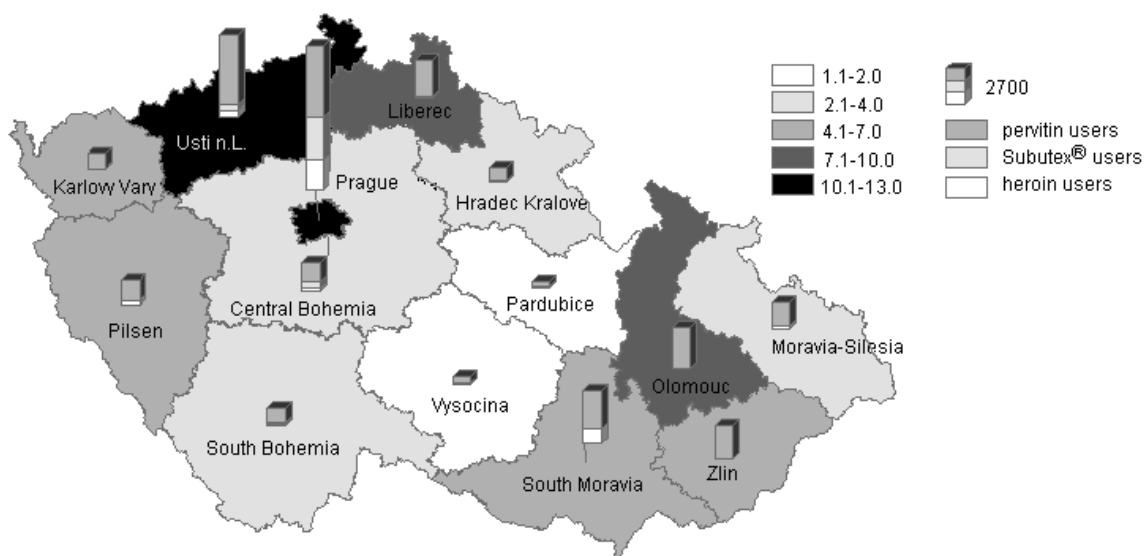 1.1-2.0
2.1-4.0
4.1-7.0
7.1-10.0
10.1-13.0
2700
pervitin users
Subutex® users
heroin users
Liberec
Usti n.L.
Karlovy Vary
Prague
Hradec Kralove
Central Bohemia
Pardubice
Pilsen
Moravia-Silesia
Olomouc
Vysocina
South Bohemia
Zlin
South Moravia